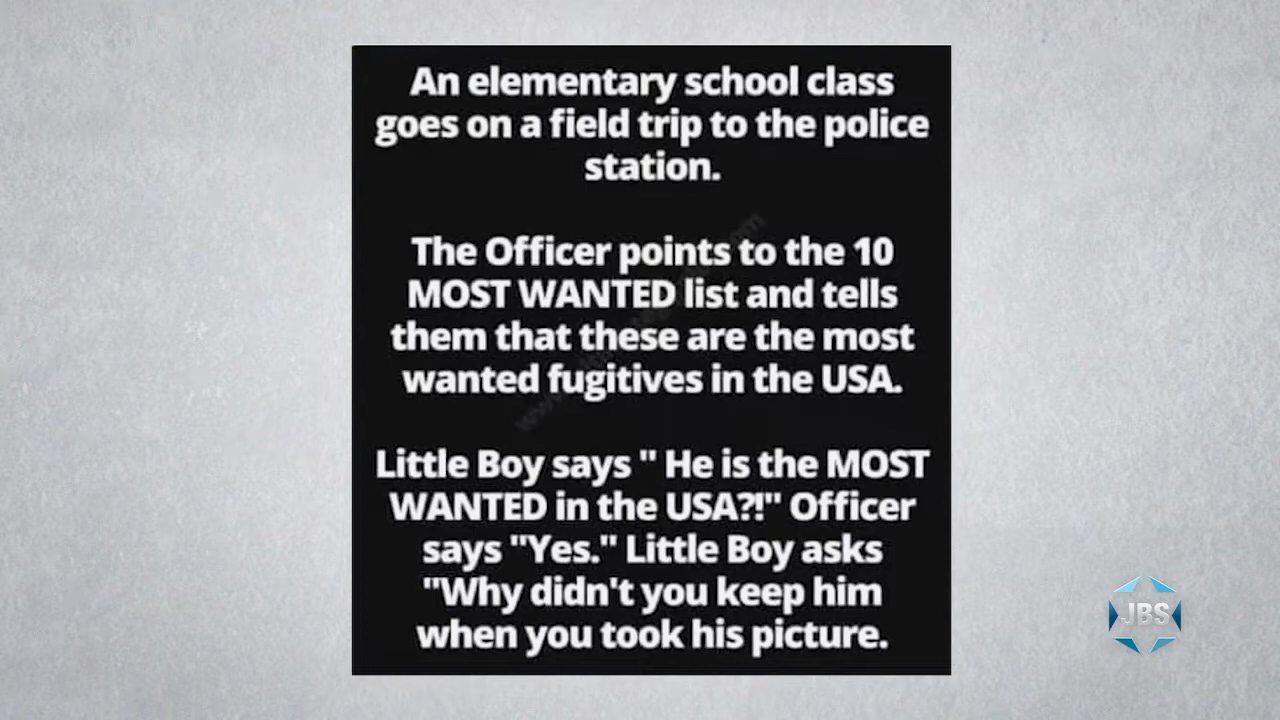 An elementary school class
goes on a field trip to the police
station.
The Officer points to the 10
MOST WANTED list and tells
them that these are the most
wanted fugitives in the USA.
Little Boy says " He is the MOST
WANTED in the USA?!" Officer
says "Yes." Little Boy asks
"Why didn't you keep him
when you took his picture.
JBS